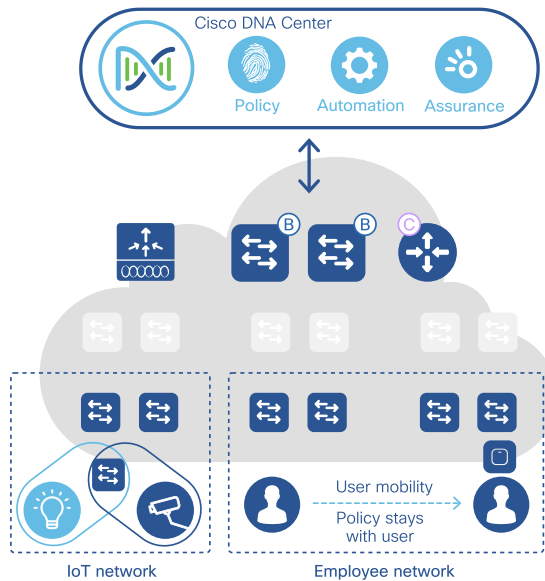 Cisco DNA Center
Policy
Automation
Assurance
B
B
C
User mobility
Policy stays
with user
IoT network
Employee network